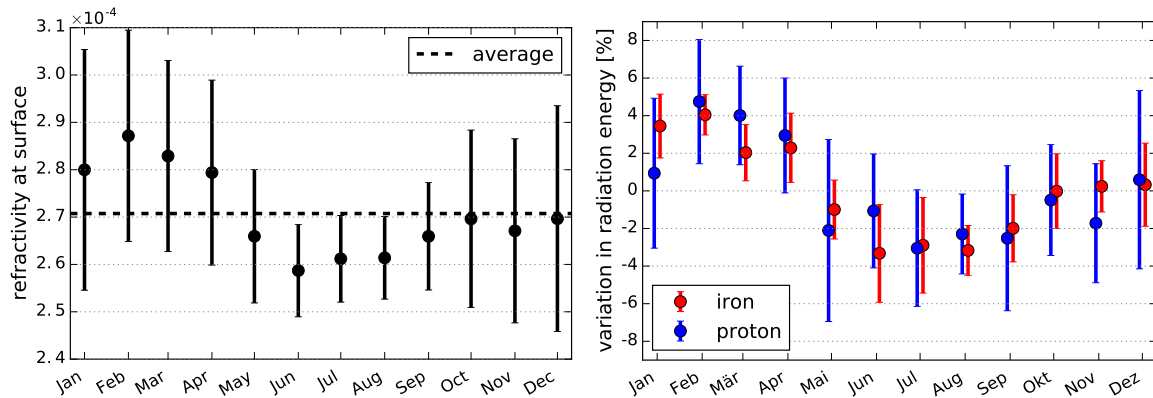 ×10⁻⁴
3.1
3.0
2.9
2.8
2.7
2.6
2.5
2.4
refractivity at surface
average
Jan Feb Mar Apr May Jun Jul Aug Sep Oct Nov Dec
8
6
4
2
0
-2
-4
-6
-8
variation in radiation energy [%]
iron
proton
Jan Feb Mär Apr Mai Jun Jul Aug Sep Okt Nov Dez